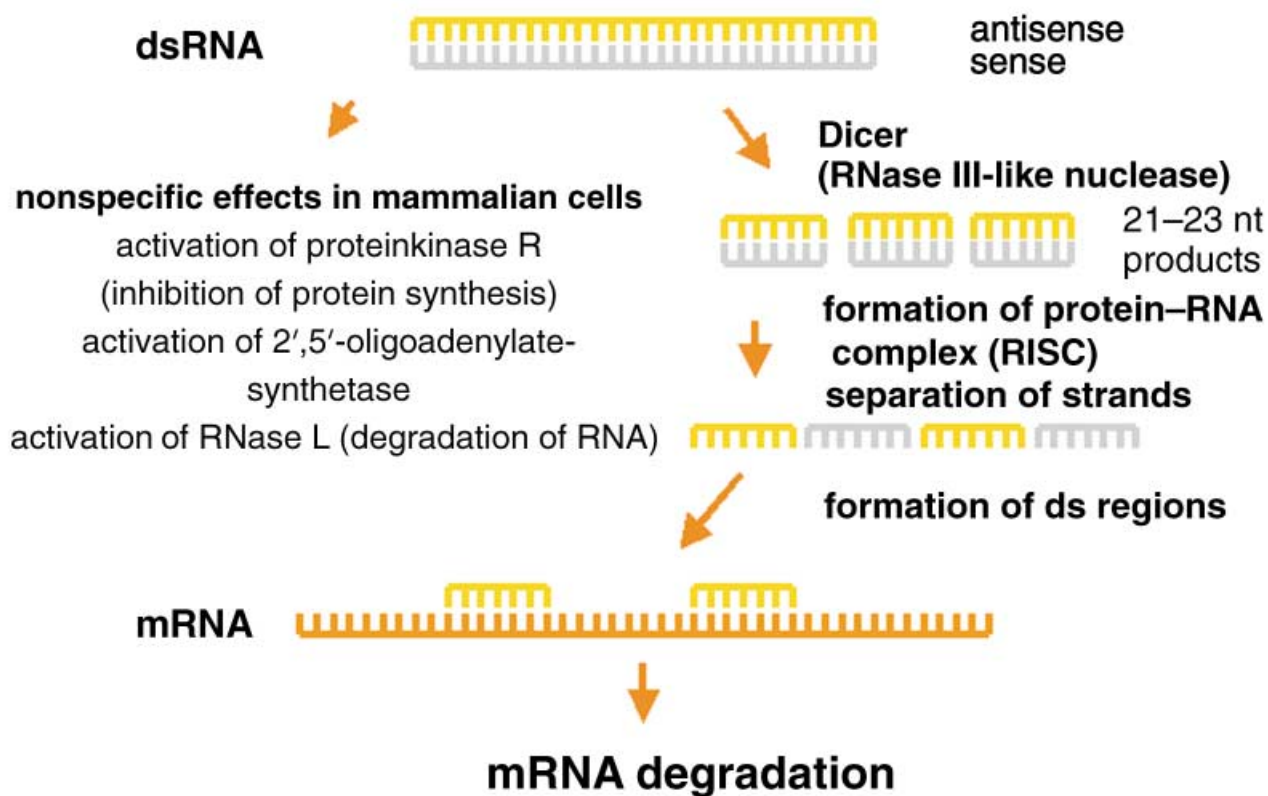 dsRNA
antisense
sense
Dicer
(RNase III-like nuclease)
21–23 nt
products
nonspecific effects in mammalian cells
activation of proteinkinase R
(inhibition of protein synthesis)
activation of 2′,5′-oligoadenylate-
synthetase
activation of RNase L (degradation of RNA)
formation of protein–RNA
complex (RISC)
separation of strands
formation of ds regions
mRNA
mRNA degradation